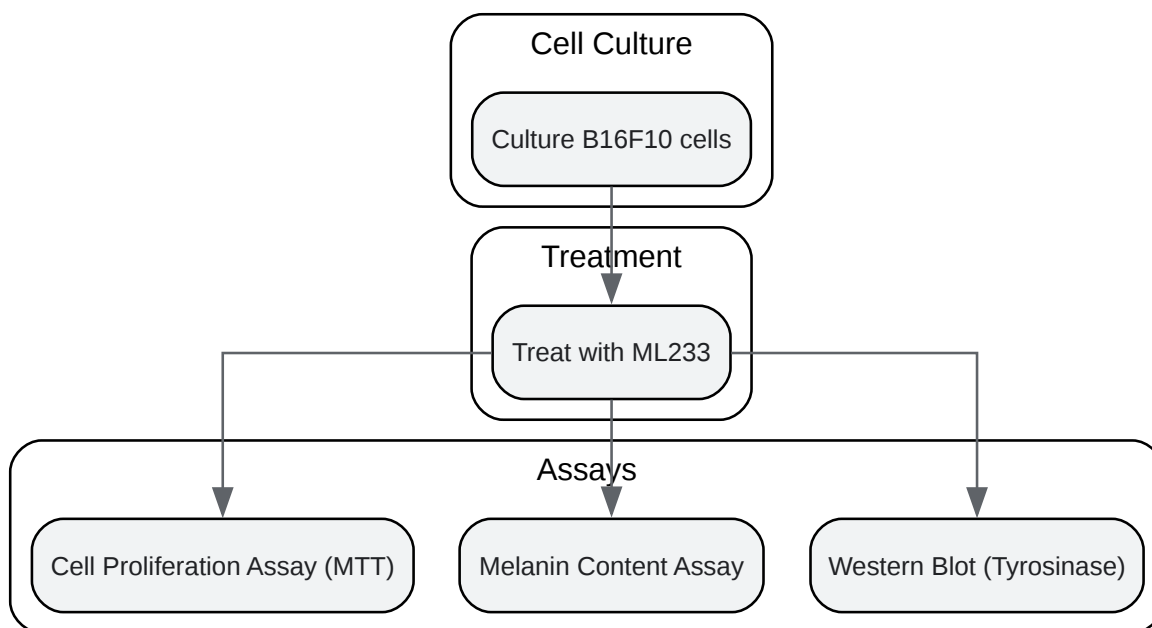 Cell Culture
Culture B16F10 cells
Treatment
Treat with ML233
Assays
Cell Proliferation Assay (MTT)
Melanin Content Assay
Western Blot (Tyrosinase)